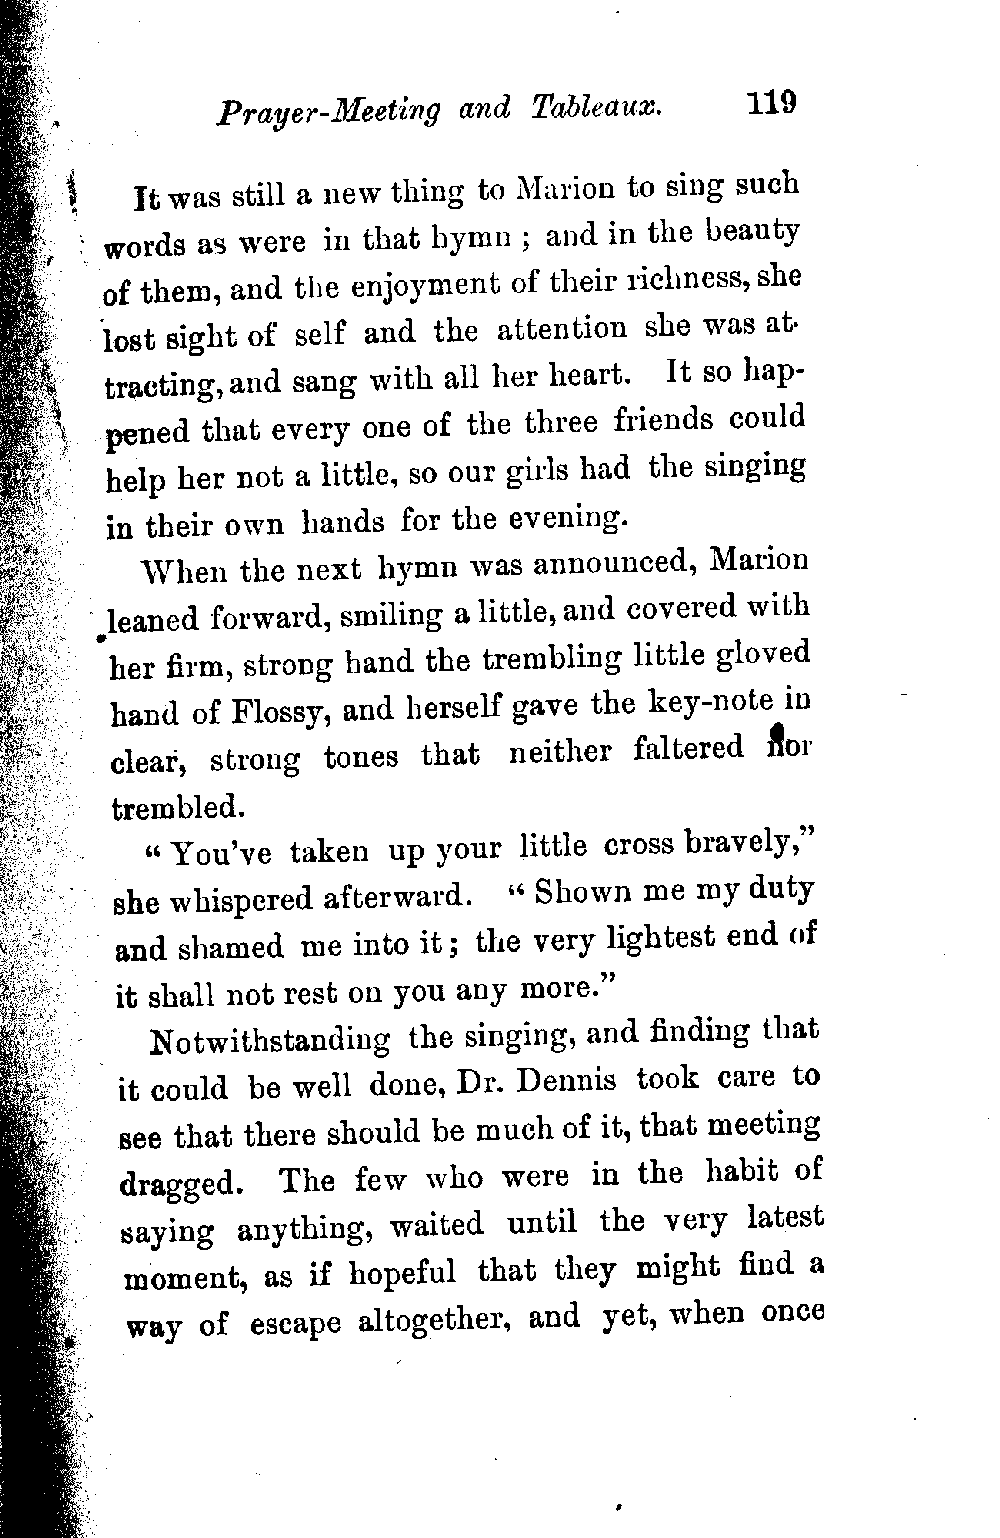 Prayer-Meeting and Tableaux. 119
It was still a new thing to Marion to sing such
words as were in that hymn ; and in the beauty
of them, and the enjoyment of their richness, she
lost sight of self and the attention she was at-
tracting, and sang with all her heart. It so hap-
pened that every one of the three friends could
help her not a little, so our girls had the singing
in their own hands for the evening.
When the next hymn was announced, Marion
leaned forward, smiling a little, and covered with
her firm, strong hand the trembling little gloved
hand of Flossy, and herself gave the key-note in
clear, strong tones that neither faltered nor
trembled.
“ You’ve taken up your little cross bravely,”
she whispered afterward. “ Shown me my duty
and shamed me into it ; the very lightest end of
it shall not rest on you any more.”
Notwithstanding the singing, and finding that
it could be well done, Dr. Dennis took care to
see that there should be much of it, that meeting
dragged. The few who were in the habit of
saying anything, waited until the very latest
moment, as if hopeful that they might find a
way of escape altogether, and yet, when once